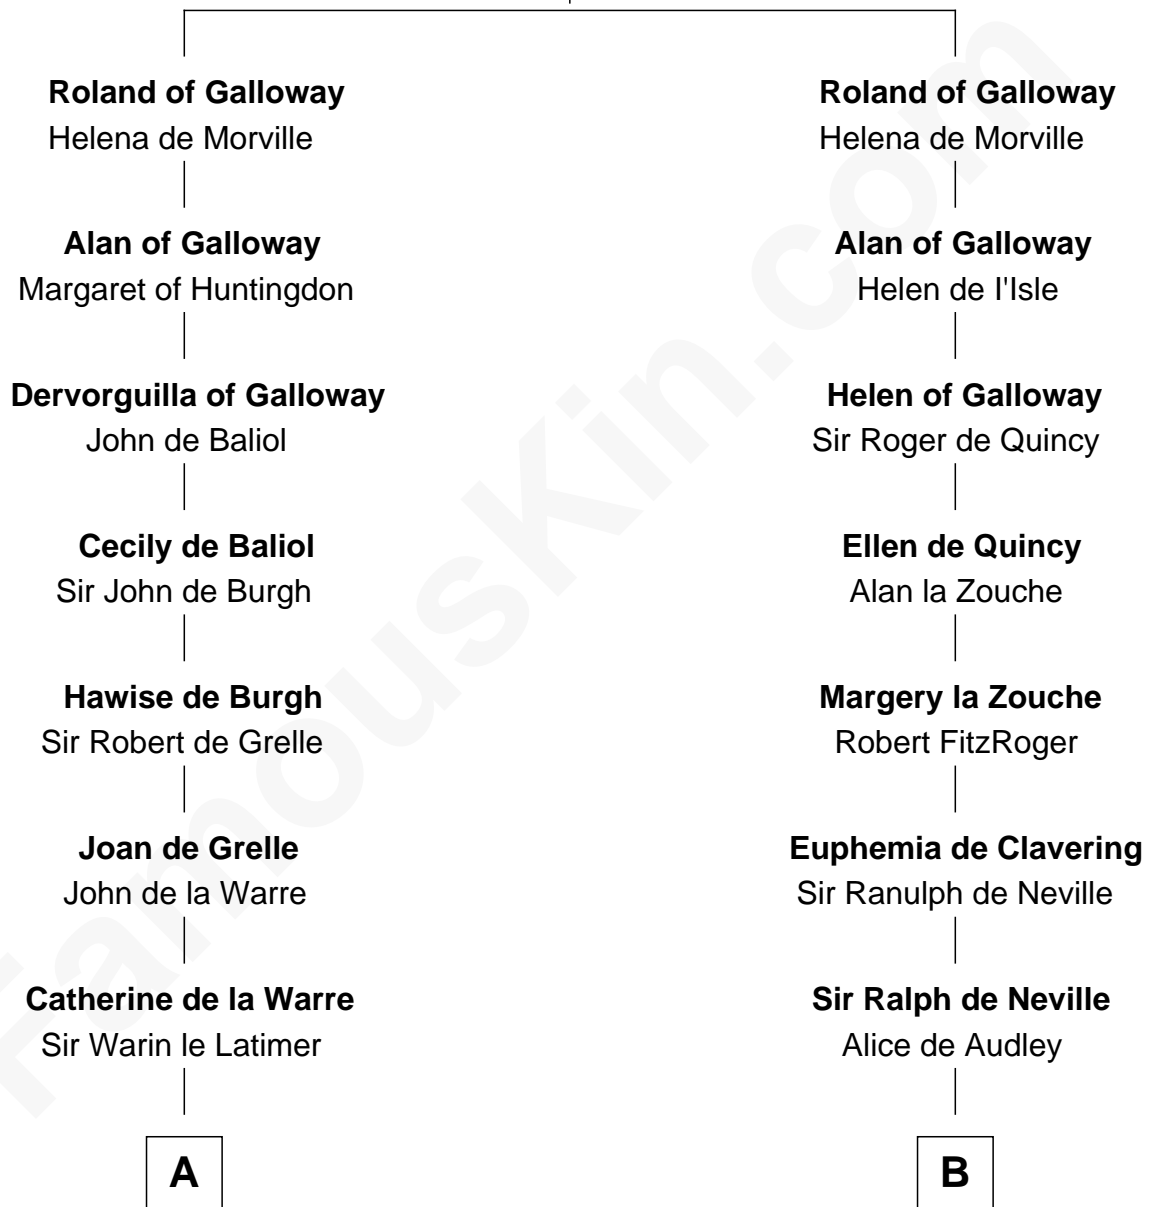 Roland of Galloway
Helena de Morville
Alan of Galloway
Margaret of Huntingdon
Dervorguilla of Galloway
John de Baliol
Cecily de Baliol
Sir John de Burgh
Hawise de Burgh
Sir Robert de Grelle
Joan de Grelle
John de la Warre
Catherine de la Warre
Sir Warin le Latimer
A
Roland of Galloway
Helena de Morville
Alan of Galloway
Helen de I'Isle
Helen of Galloway
Sir Roger de Quincy
Ellen de Quincy
Alan la Zouche
Margery la Zouche
Robert FitzRoger
Euphemia de Clavering
Sir Ranulph de Neville
Sir Ralph de Neville
Alice de Audley
B
FamousKin.com